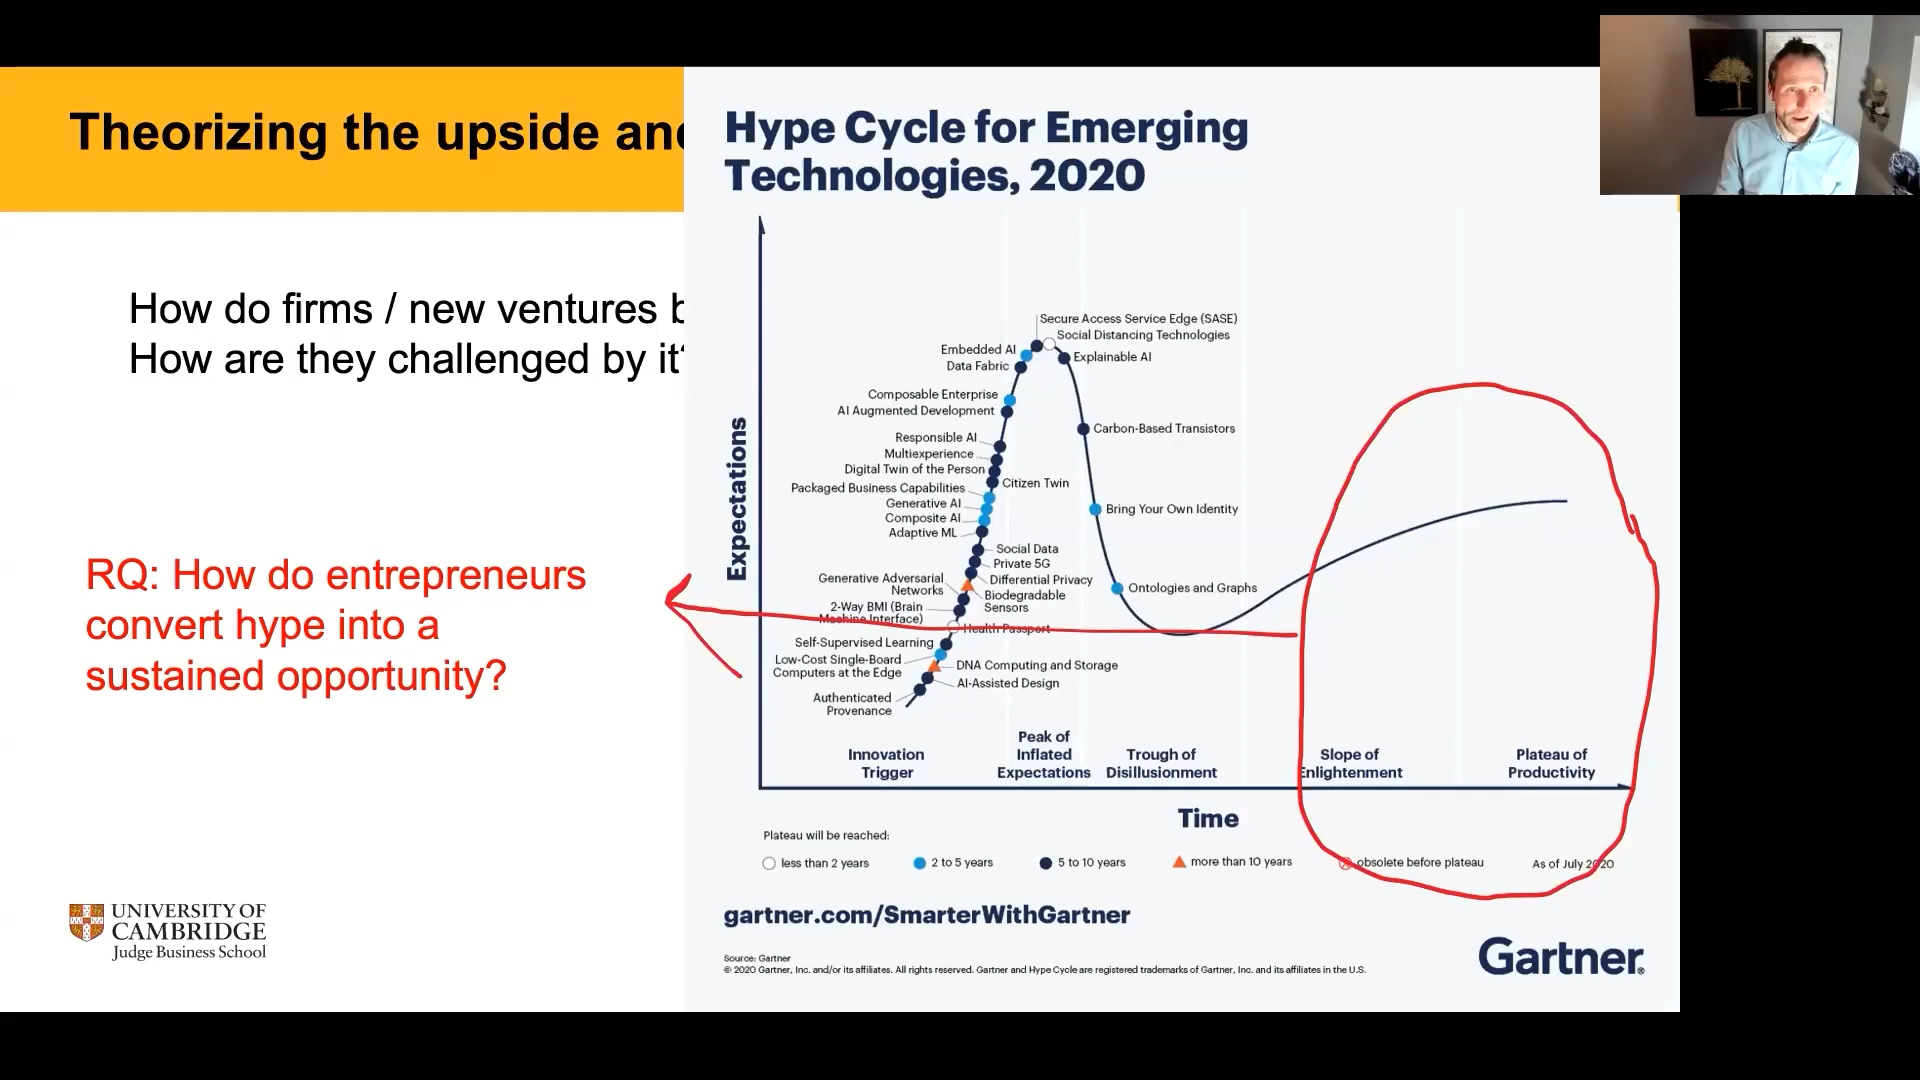 Theorizing the upside and
How do firms / new ventures b
How are they challenged by it?
RQ: How do entrepreneurs
convert hype into a
sustained opportunity?
UNIVERSITY OF
CAMBRIDGE
Judge Business School
Hype Cycle for Emerging
Technologies, 2020
Expectations
Secure Access Service Edge (SASE)
Social Distancing Technologies
Embedded AI
Explainable AI
Data Fabric
Composable Enterprise
AI Augmented Development
Carbon-Based Transistors
Responsible AI
Multiexperience
Digital Twin of the Person
Citizen Twin
Packaged Business Capabilities
Generative AI
Bring Your Own Identity
Composite AI
Adaptive ML
Social Data
Private 5G
Generative Adversarial
Networks
Differential Privacy
Biodegradable
Sensors
Ontologies and Graphs
2-Way BMI (Brain
Machine Interface)
Health Passport
Self-Supervised Learning
Low-Cost Single-Board
Computers at the Edge
DNA Computing and Storage
AI-Assisted Design
Authenticated
Provenance
Innovation
Trigger
Peak of
Inflated
Expectations
Trough of
Disillusionment
Slope of
Enlightenment
Plateau of
Productivity
Time
Plateau will be reached:
less than 2 years
2 to 5 years
5 to 10 years
more than 10 years
obsolete before plateau
As of July 2020
gartner.com/SmarterWithGartner
Source: Gartner
© 2020 Gartner, Inc. and/or its affiliates. All rights reserved. Gartner and Hype Cycle are registered trademarks of Gartner, Inc. and its affiliates in the U.S.
Gartner®